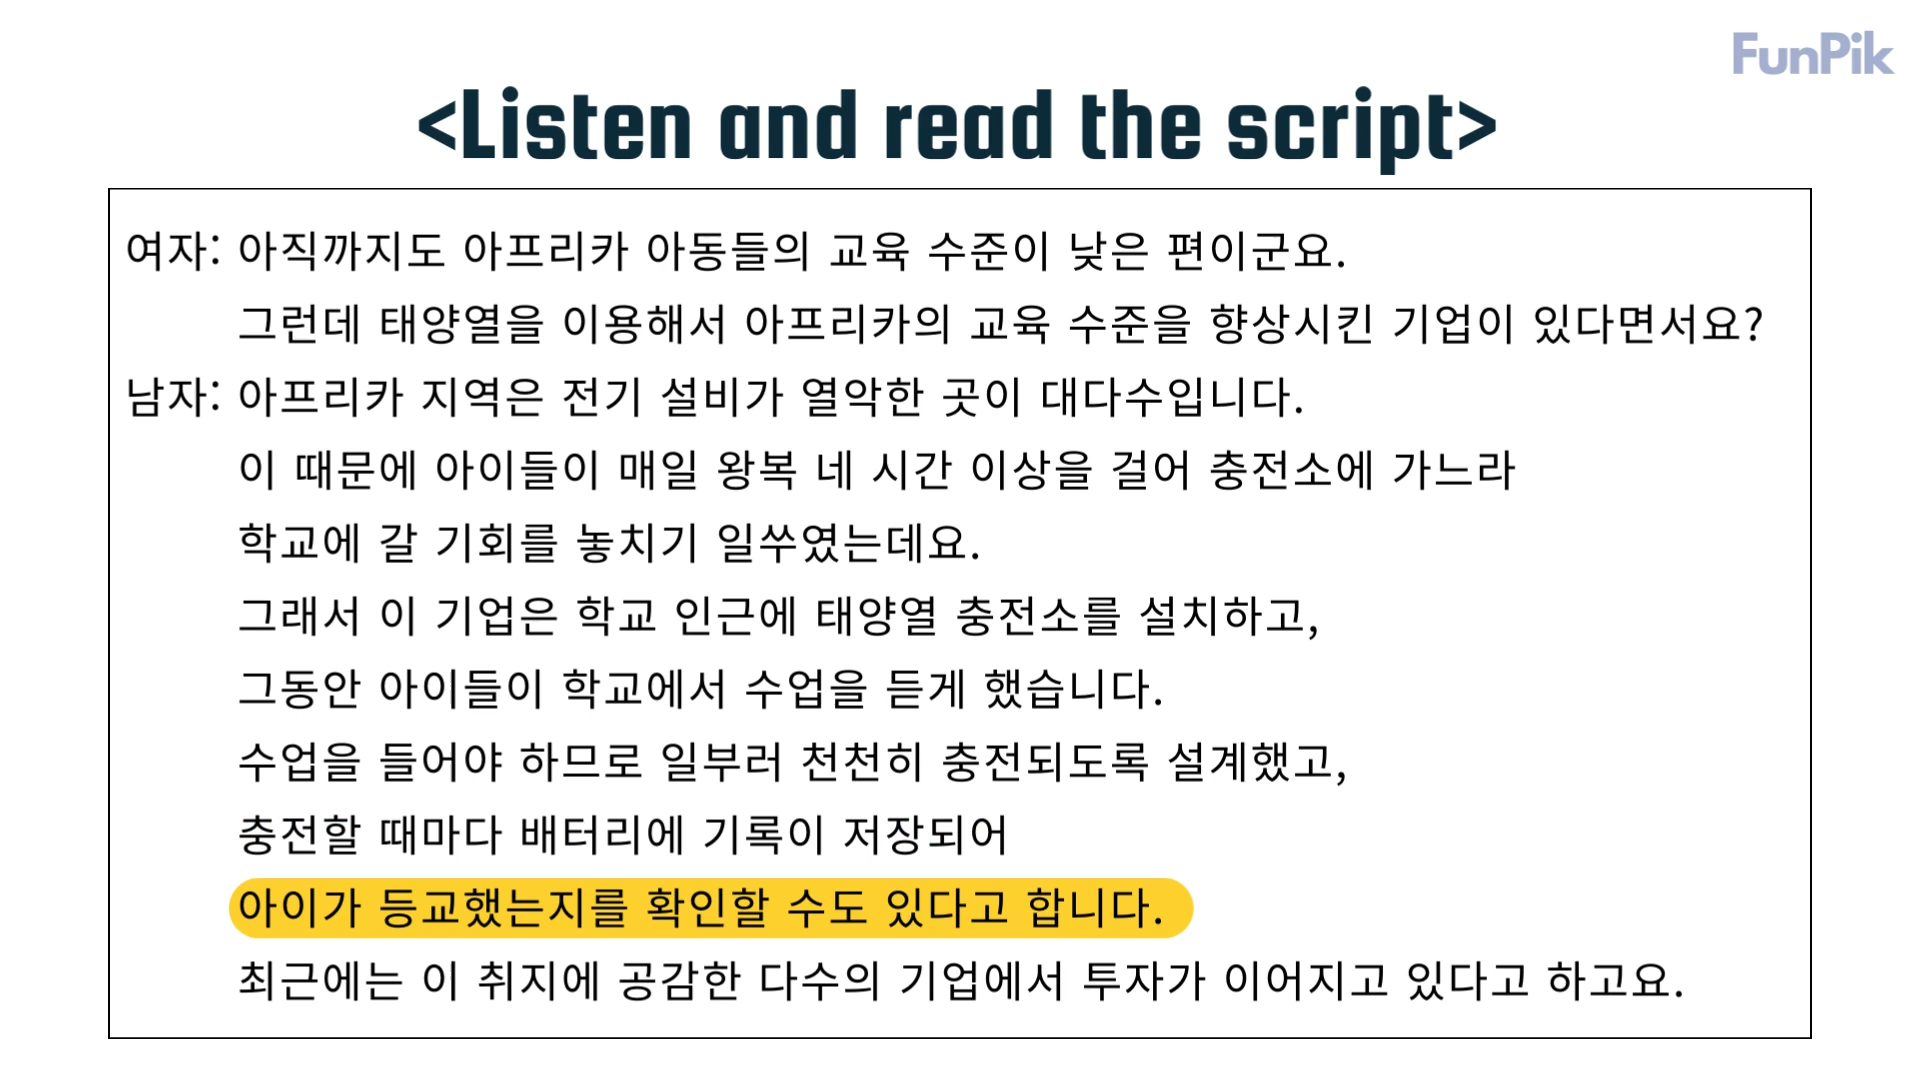 FunPik
<Listen and read the script>
여자: 아직까지도 아프리카 아동들의 교육 수준이 낮은 편이군요.
그런데 태양열을 이용해서 아프리카의 교육 수준을 향상시킨 기업이 있다면서요?
남자: 아프리카 지역은 전기 설비가 열악한 곳이 대다수입니다.
이 때문에 아이들이 매일 왕복 네 시간 이상을 걸어 충전소에 가느라
학교에 갈 기회를 놓치기 일쑤였는데요.
그래서 이 기업은 학교 인근에 태양열 충전소를 설치하고,
그동안 아이들이 학교에서 수업을 듣게 했습니다.
수업을 들어야 하므로 일부러 천천히 충전되도록 설계했고,
충전할 때마다 배터리에 기록이 저장되어
아이가 등교했는지를 확인할 수도 있다고 합니다.
최근에는 이 취지에 공감한 다수의 기업에서 투자가 이어지고 있다고 하고요.